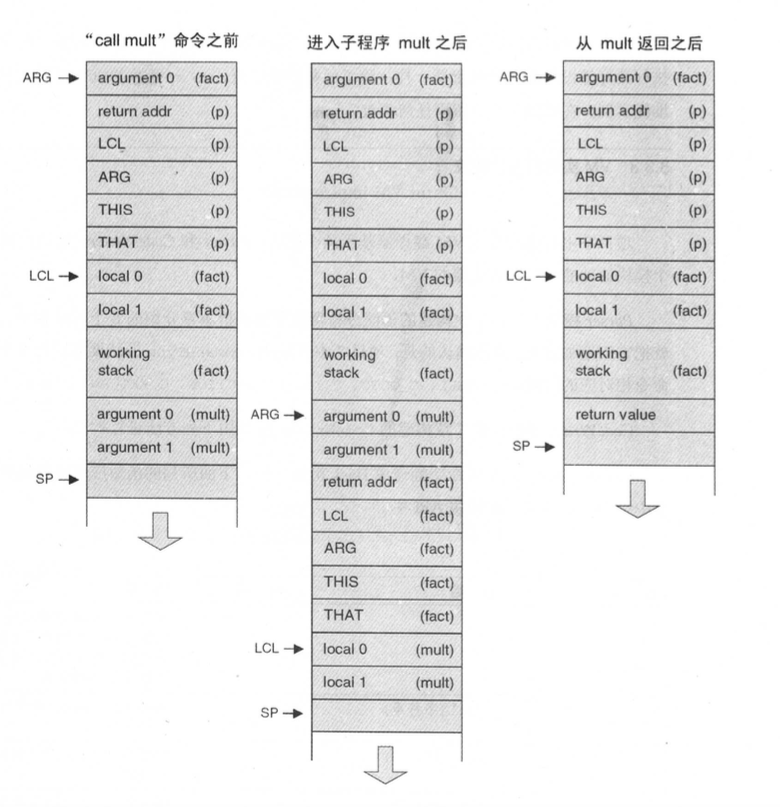 “call mult”命令之前
ARG
argument 0 (fact)
return addr (p)
LCL (p)
ARG (p)
THIS (p)
THAT (p)
LCL
local 0 (fact)
local 1 (fact)
working
stack (fact)
argument 0 (mult)
argument 1 (mult)
SP
进入子程序 mult 之后
argument 0 (fact)
return addr (p)
LCL (p)
ARG (p)
THIS (p)
THAT (p)
local 0 (fact)
local 1 (fact)
working
stack (fact)
ARG
argument 0 (mult)
argument 1 (mult)
return addr (fact)
LCL (fact)
ARG (fact)
THIS (fact)
THAT (fact)
LCL
local 0 (mult)
local 1 (mult)
SP
从 mult 返回之后
ARG
argument 0 (fact)
return addr (p)
LCL (p)
ARG (p)
THIS (p)
THAT (p)
LCL
local 0 (fact)
local 1 (fact)
working
stack (fact)
return value
SP